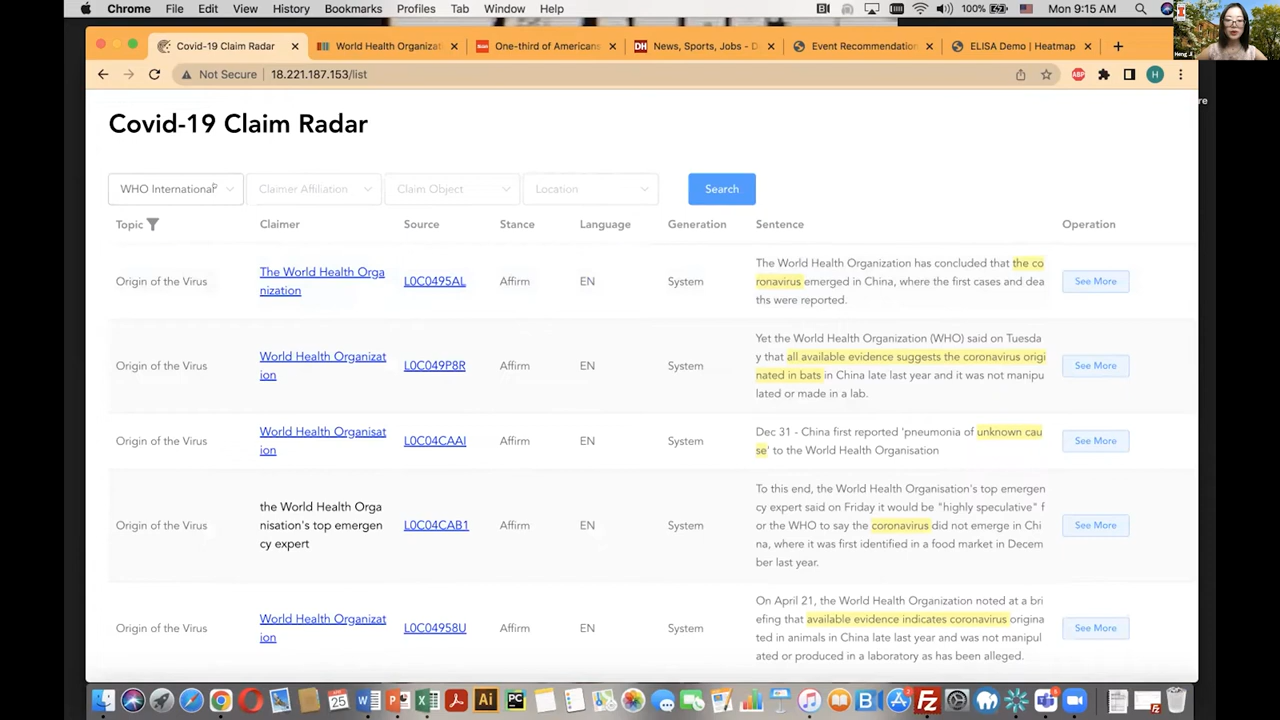 Chrome File Edit View History Bookmarks Profiles Tab Window Help 100% Mon 9:15 AM
Heng Ji
Covid-19 Claim Radar × World Health Organizat × One-third of Americans × DH News, Sports, Jobs - D × Event Recommendation × ELISA Demo | Heatmap × +
Not Secure 18.221.187.153/list ABP H
Covid-19 Claim Radar
WHO International Claimer Affiliation Claim Object Location Search
Topic Claimer Source Stance Language Generation Sentence Operation
Origin of the Virus
The World Health Orga
nization
L0C0495AL Affirm EN System
The World Health Organization has concluded that the co
ronavirus emerged in China, where the first cases and dea
ths were reported.
See More
Origin of the Virus
World Health Organizat
ion
L0C049P8R Affirm EN System
Yet the World Health Organization (WHO) said on Tuesda
y that all available evidence suggests the coronavirus origi
nated in bats in China late last year and it was not manipu
lated or made in a lab.
See More
Origin of the Virus
World Health Organisat
ion
L0C04CAAI Affirm EN System
Dec 31 - China first reported 'pneumonia of unknown cau
se' to the World Health Organisation
See More
Origin of the Virus
the World Health Orga
nisation's top emergen
cy expert
L0C04CAB1 Affirm EN System
To this end, the World Health Organisation's top emergen
cy expert said on Friday it would be "highly speculative" f
or the WHO to say the coronavirus did not emerge in Chi
na, where it was first identified in a food market in Decem
ber last year.
See More
Origin of the Virus
World Health Organizat
ion
L0C04958U Affirm EN System
On April 21, the World Health Organization noted at a bri
efing that available evidence indicates coronavirus origina
ted in animals in China late last year and was not manipul
ated or produced in a laboratory as has been alleged.
See More
25 W P X Ai PC B Fz